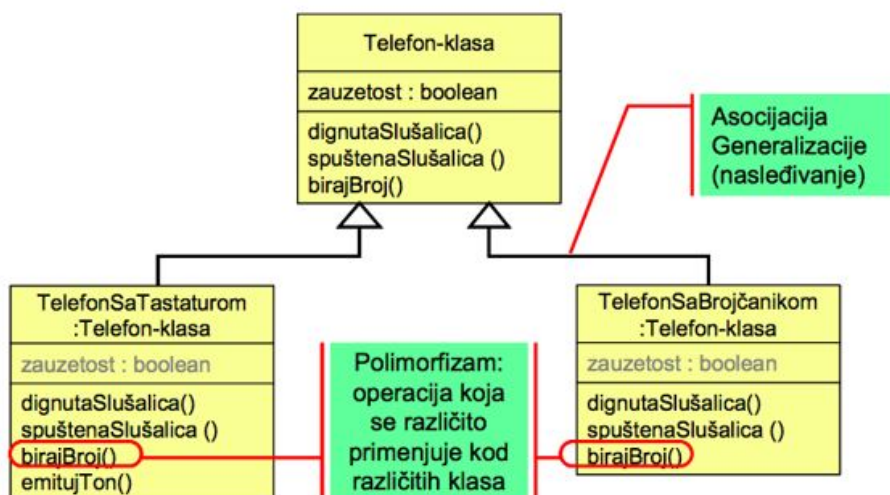 Telefon-klasa
zauzetost : boolean
dignutaSlušalica()
spuštenaSlušalica ()
birajBroj()
Asocijacija
Generalizacije
(nasleđivanje)
TelefonSaTastaturom
:Telefon-klasa
zauzetost : boolean
dignutaSlušalica()
spuštenaSlušalica ()
birajBroj()
emitujTon()
Polimorfizam:
operacija koja
se različito
primenjuje kod
različitih klasa
TelefonSaBrojčanikom
:Telefon-klasa
zauzetost : boolean
dignutaSlušalica()
spuštenaSlušalica ()
birajBroj()